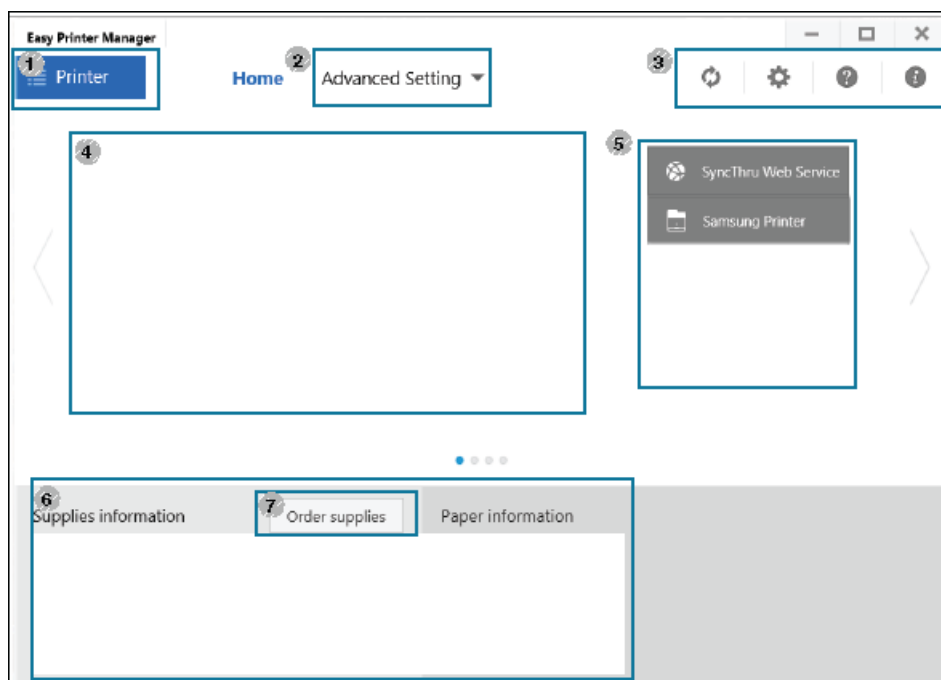 Easy Printer Manager
1 Printer
Home
2 Advanced Setting
3
4
5
SyncThru Web Service
Samsung Printer
6
Supplies information
7 Order supplies
Paper information